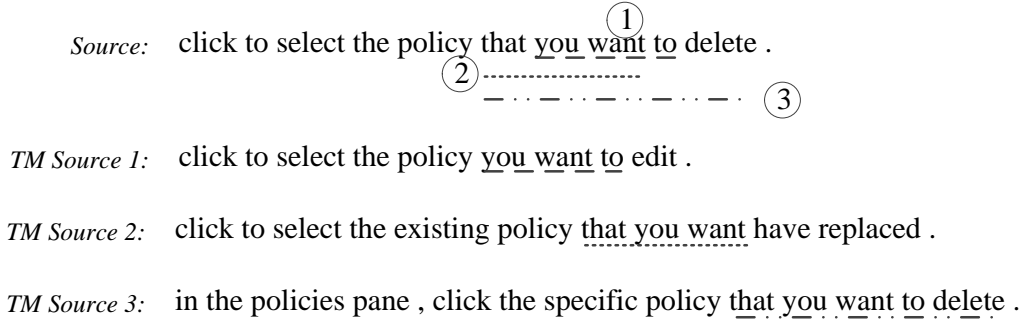 ①
Source: click to select the policy that you want to delete .
②
③
TM Source 1: click to select the policy you want to edit .
TM Source 2: click to select the existing policy that you want have replaced .
TM Source 3: in the policies pane , click the specific policy that you want to delete .